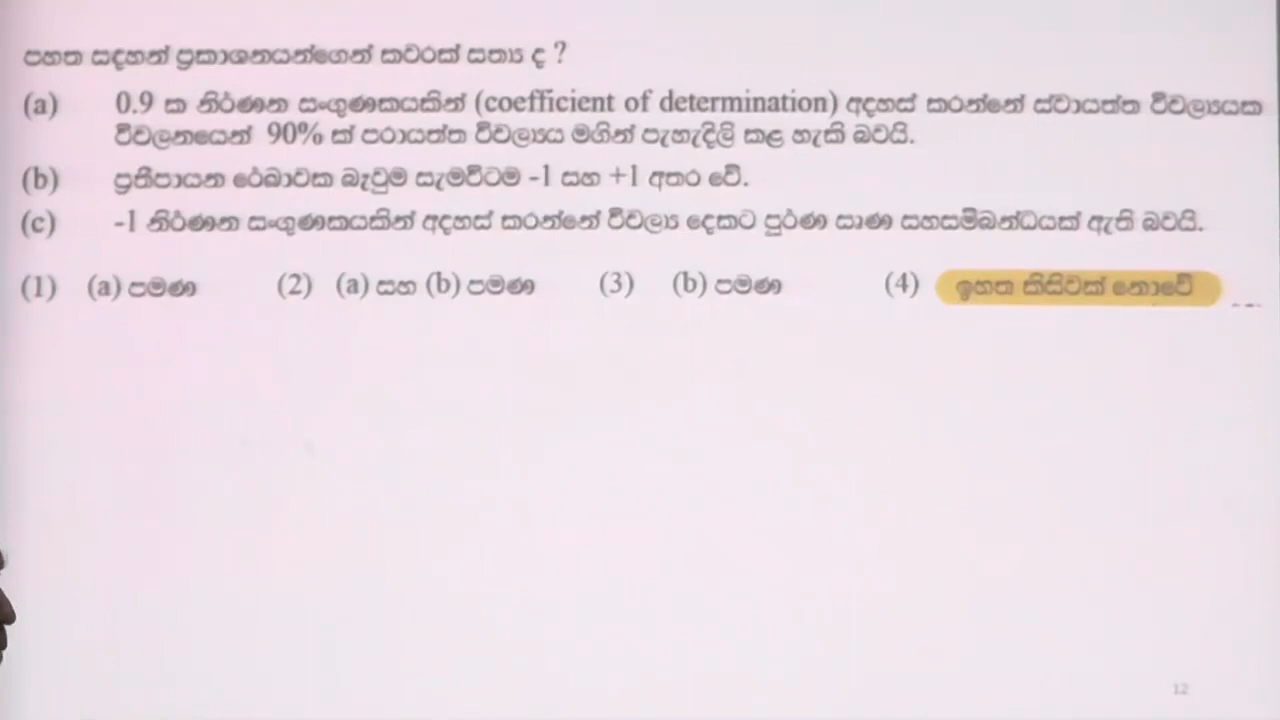 පහත සඳහන් ප්‍රකාශනයන්ගෙන් කවරක් සත්‍ය ද ?
(a) 0.9 ක නිර්ණන සංගුණකයකින් (coefficient of determination) අදහස් කරන්නේ ස්වායත්ත විචල්‍යයක
විචලනයෙන් 90% ක් පරායත්ත විචල්‍යය මගින් පැහැදිලි කළ හැකි බවයි.
(b) ප්‍රතීපායන රේඛාවක බෑවුම සැමවිටම -1 සහ +1 අතර වේ.
(c) -1 නිර්ණන සංගුණකයකින් අදහස් කරන්නේ විචල්‍ය දෙකට පුර්ණ සෘණ සහසම්බන්ධයක් ඇති බවයි.
(1) (a) පමණ (2) (a) සහ (b) පමණ (3) (b) පමණ (4) ඉහත කිසිවක් නොවේ
12